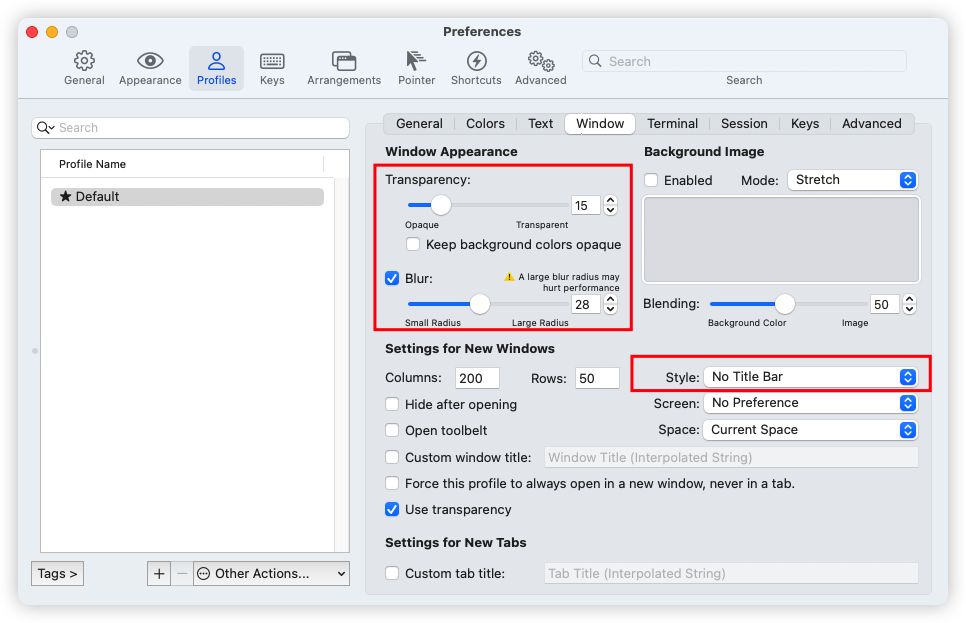 Preferences
General Appearance Profiles Keys Arrangements Pointer Shortcuts Advanced Search
Search
Search
Profile Name
★ Default
Tags >
+ − Other Actions...
General Colors Text Window Terminal Session Keys Advanced
Window Appearance
Transparency:
15
Opaque Transparent
Keep background colors opaque
Blur:
A large blur radius may
hurt performance
28
Small Radius Large Radius
Background Image
Enabled Mode: Stretch
Blending: 50
Background Color Image
Settings for New Windows
Columns: 200 Rows: 50
Style: No Title Bar
Hide after opening
Screen: No Preference
Open toolbelt
Space: Current Space
Custom window title: Window Title (Interpolated String)
Force this profile to always open in a new window, never in a tab.
Use transparency
Settings for New Tabs
Custom tab title: Tab Title (Interpolated String)